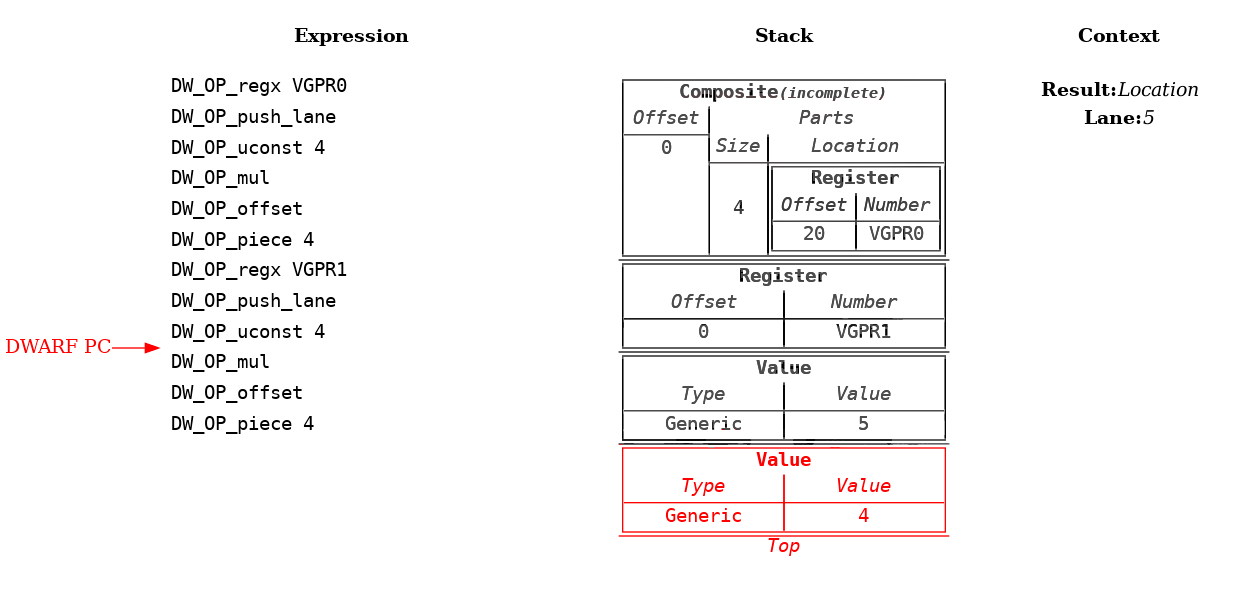 Expression Stack Context
DW_OP_regx VGPR0
DW_OP_push_lane
DW_OP_uconst 4
DW_OP_mul
DW_OP_offset
DW_OP_piece 4
DW_OP_regx VGPR1
DW_OP_push_lane
DW_OP_uconst 4
DWARF PC
DW_OP_mul
DW_OP_offset
DW_OP_piece 4
Composite(incomplete)
Offset Parts
0 Size Location
4
Register
Offset Number
20 VGPR0
Register
Offset Number
0 VGPR1
Value
Type Value
Generic 5
Value
Type Value
Generic 4
Top
Result:Location
Lane:5